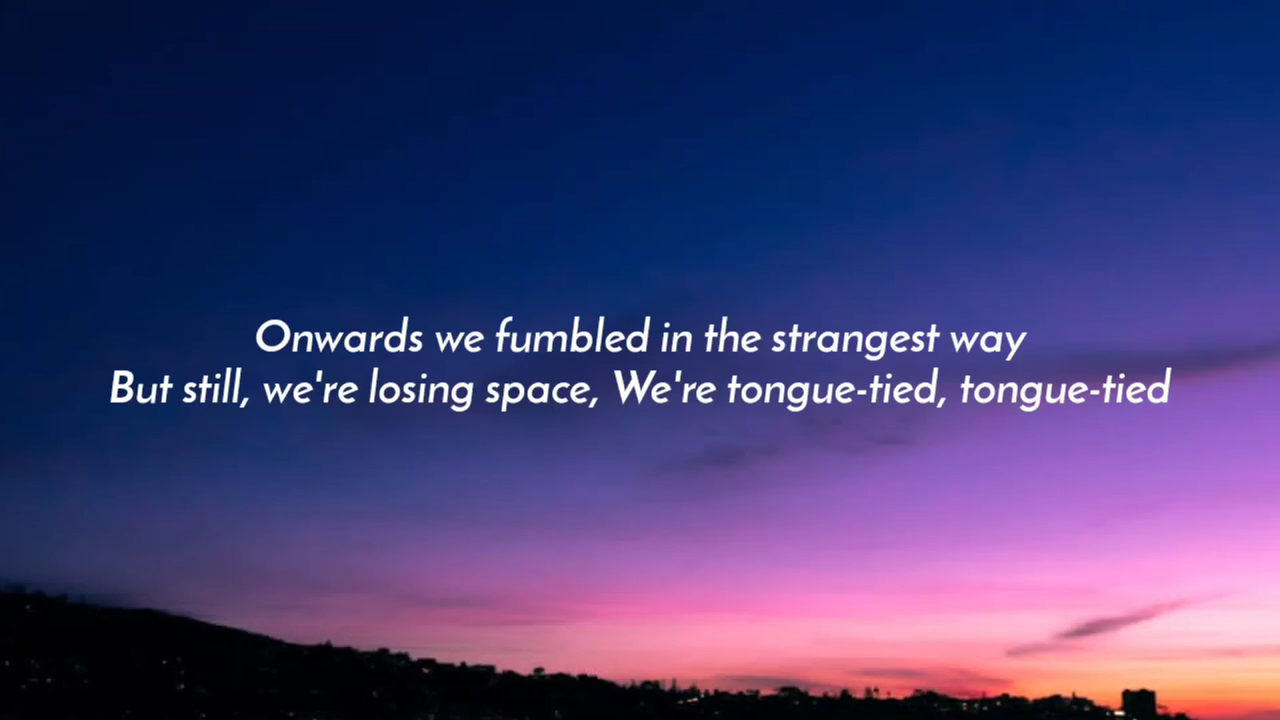 Onwards we fumbled in the strangest way
But still, we're losing space, We're tongue-tied, tongue-tied